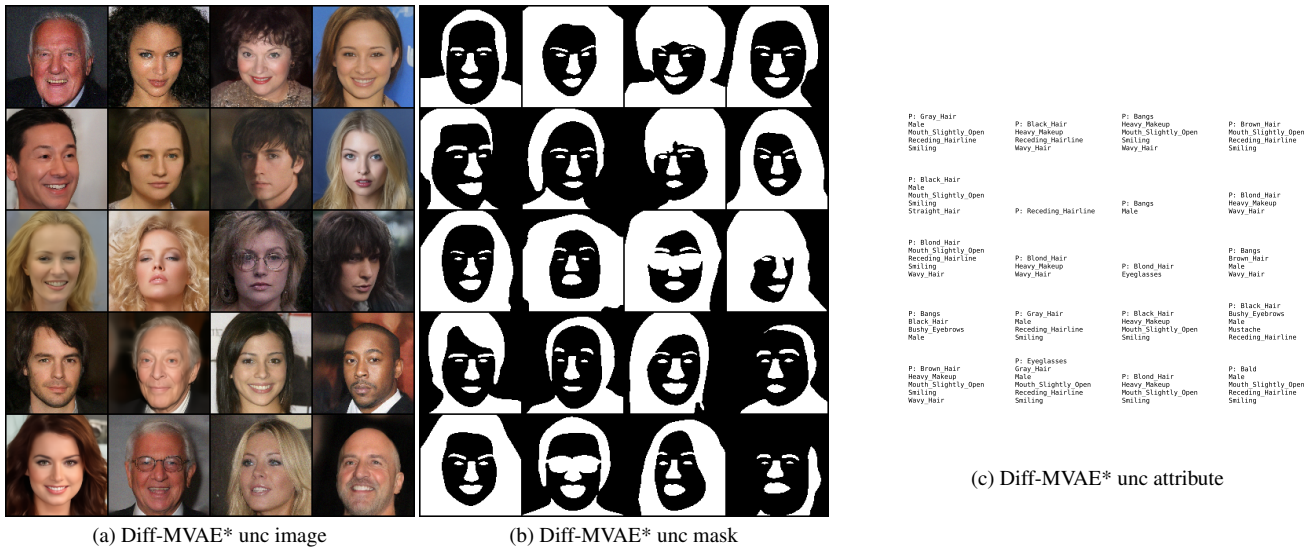 P: Gray_Hair
Male
Mouth_Slightly_Open
Receding_Hairline
Smiling
P: Black_Hair
Heavy_Makeup
Receding_Hairline
Wavy_Hair
P: Bangs
Heavy_Makeup
Mouth_Slightly_Open
Smiling
Wavy_Hair
P: Brown_Hair
Mouth_Slightly_Open
Receding_Hairline
Smiling
P: Black_Hair
Male
Mouth_Slightly_Open
Smiling
Straight_Hair
P: Receding_Hairline
P: Bangs
Male
P: Blond_Hair
Heavy_Makeup
Wavy_Hair
P: Blond_Hair
Mouth_Slightly_Open
Receding_Hairline
Smiling
Wavy_Hair
P: Blond_Hair
Heavy_Makeup
Wavy_Hair
P: Blond_Hair
Eyeglasses
P: Bangs
Brown_Hair
Male
Wavy_Hair
P: Bangs
Black_Hair
Bushy_Eyebrows
Male
P: Gray_Hair
Male
Receding_Hairline
Smiling
P: Black_Hair
Heavy_Makeup
Mouth_Slightly_Open
Smiling
P: Black_Hair
Bushy_Eyebrows
Male
Mustache
Receding_Hairline
P: Brown_Hair
Heavy_Makeup
Mouth_Slightly_Open
Smiling
Wavy_Hair
P: Eyeglasses
Gray_Hair
Male
Mouth_Slightly_Open
Receding_Hairline
Smiling
P: Blond_Hair
Heavy_Makeup
Mouth_Slightly_Open
Smiling
P: Bald
Male
Mouth_Slightly_Open
Receding_Hairline
Smiling
(a) Diff-MVAE* unc image
(b) Diff-MVAE* unc mask
(c) Diff-MVAE* unc attribute